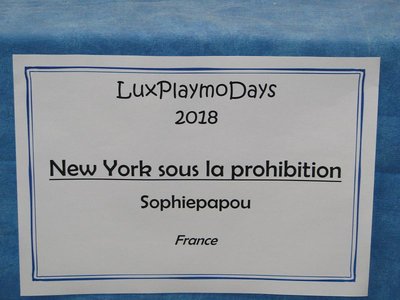 LuxPlaymoDays
2018
New York sous la prohibition
Sophiepapou
France